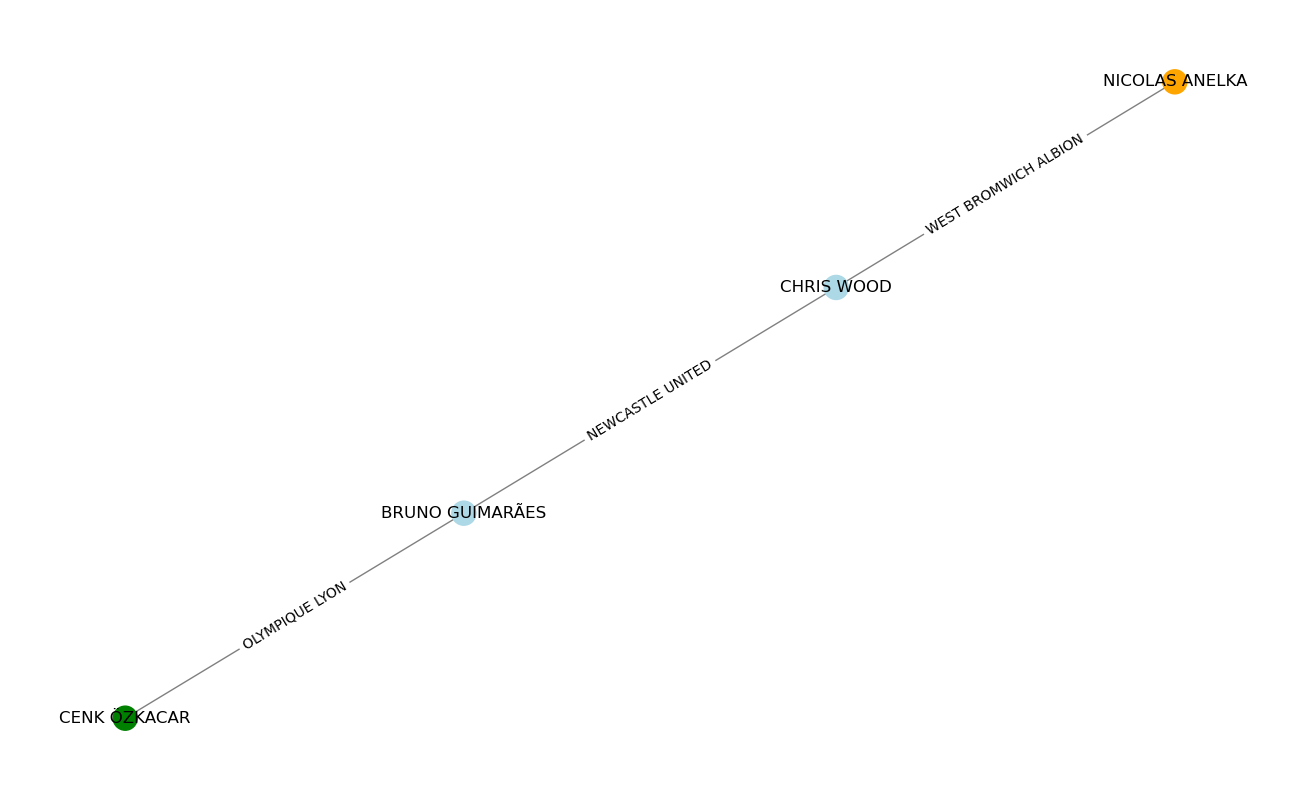 NICOLAS ANELKA
WEST BROMWICH ALBION
CHRIS WOOD
NEWCASTLE UNITED
BRUNO GUIMARÃES
OLYMPIQUE LYON
CENK ÖZKACAR